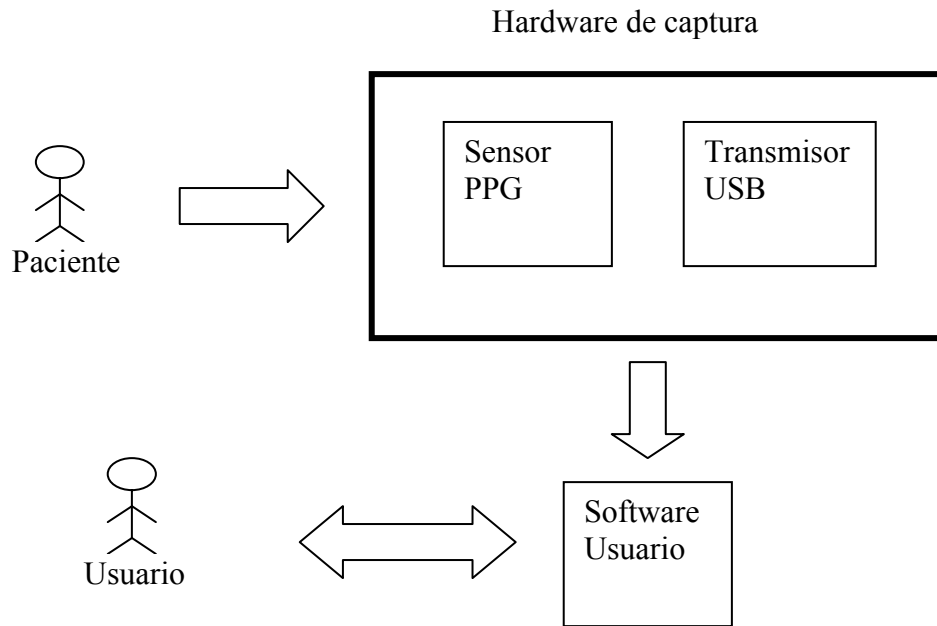 Hardware de captura
Sensor
PPG
Transmisor
USB
Paciente
Software
Usuario
Usuario